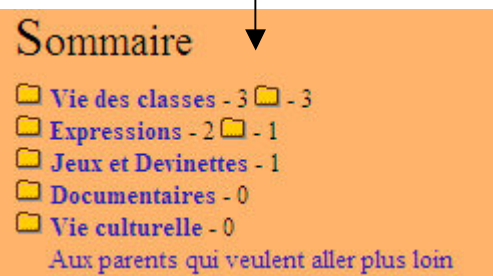 Sommaire
Vie des classes - 3 - 3
Expressions - 2 - 1
Jeux et Devinettes - 1
Documentaires - 0
Vie culturelle - 0
Aux parents qui veulent aller plus loin